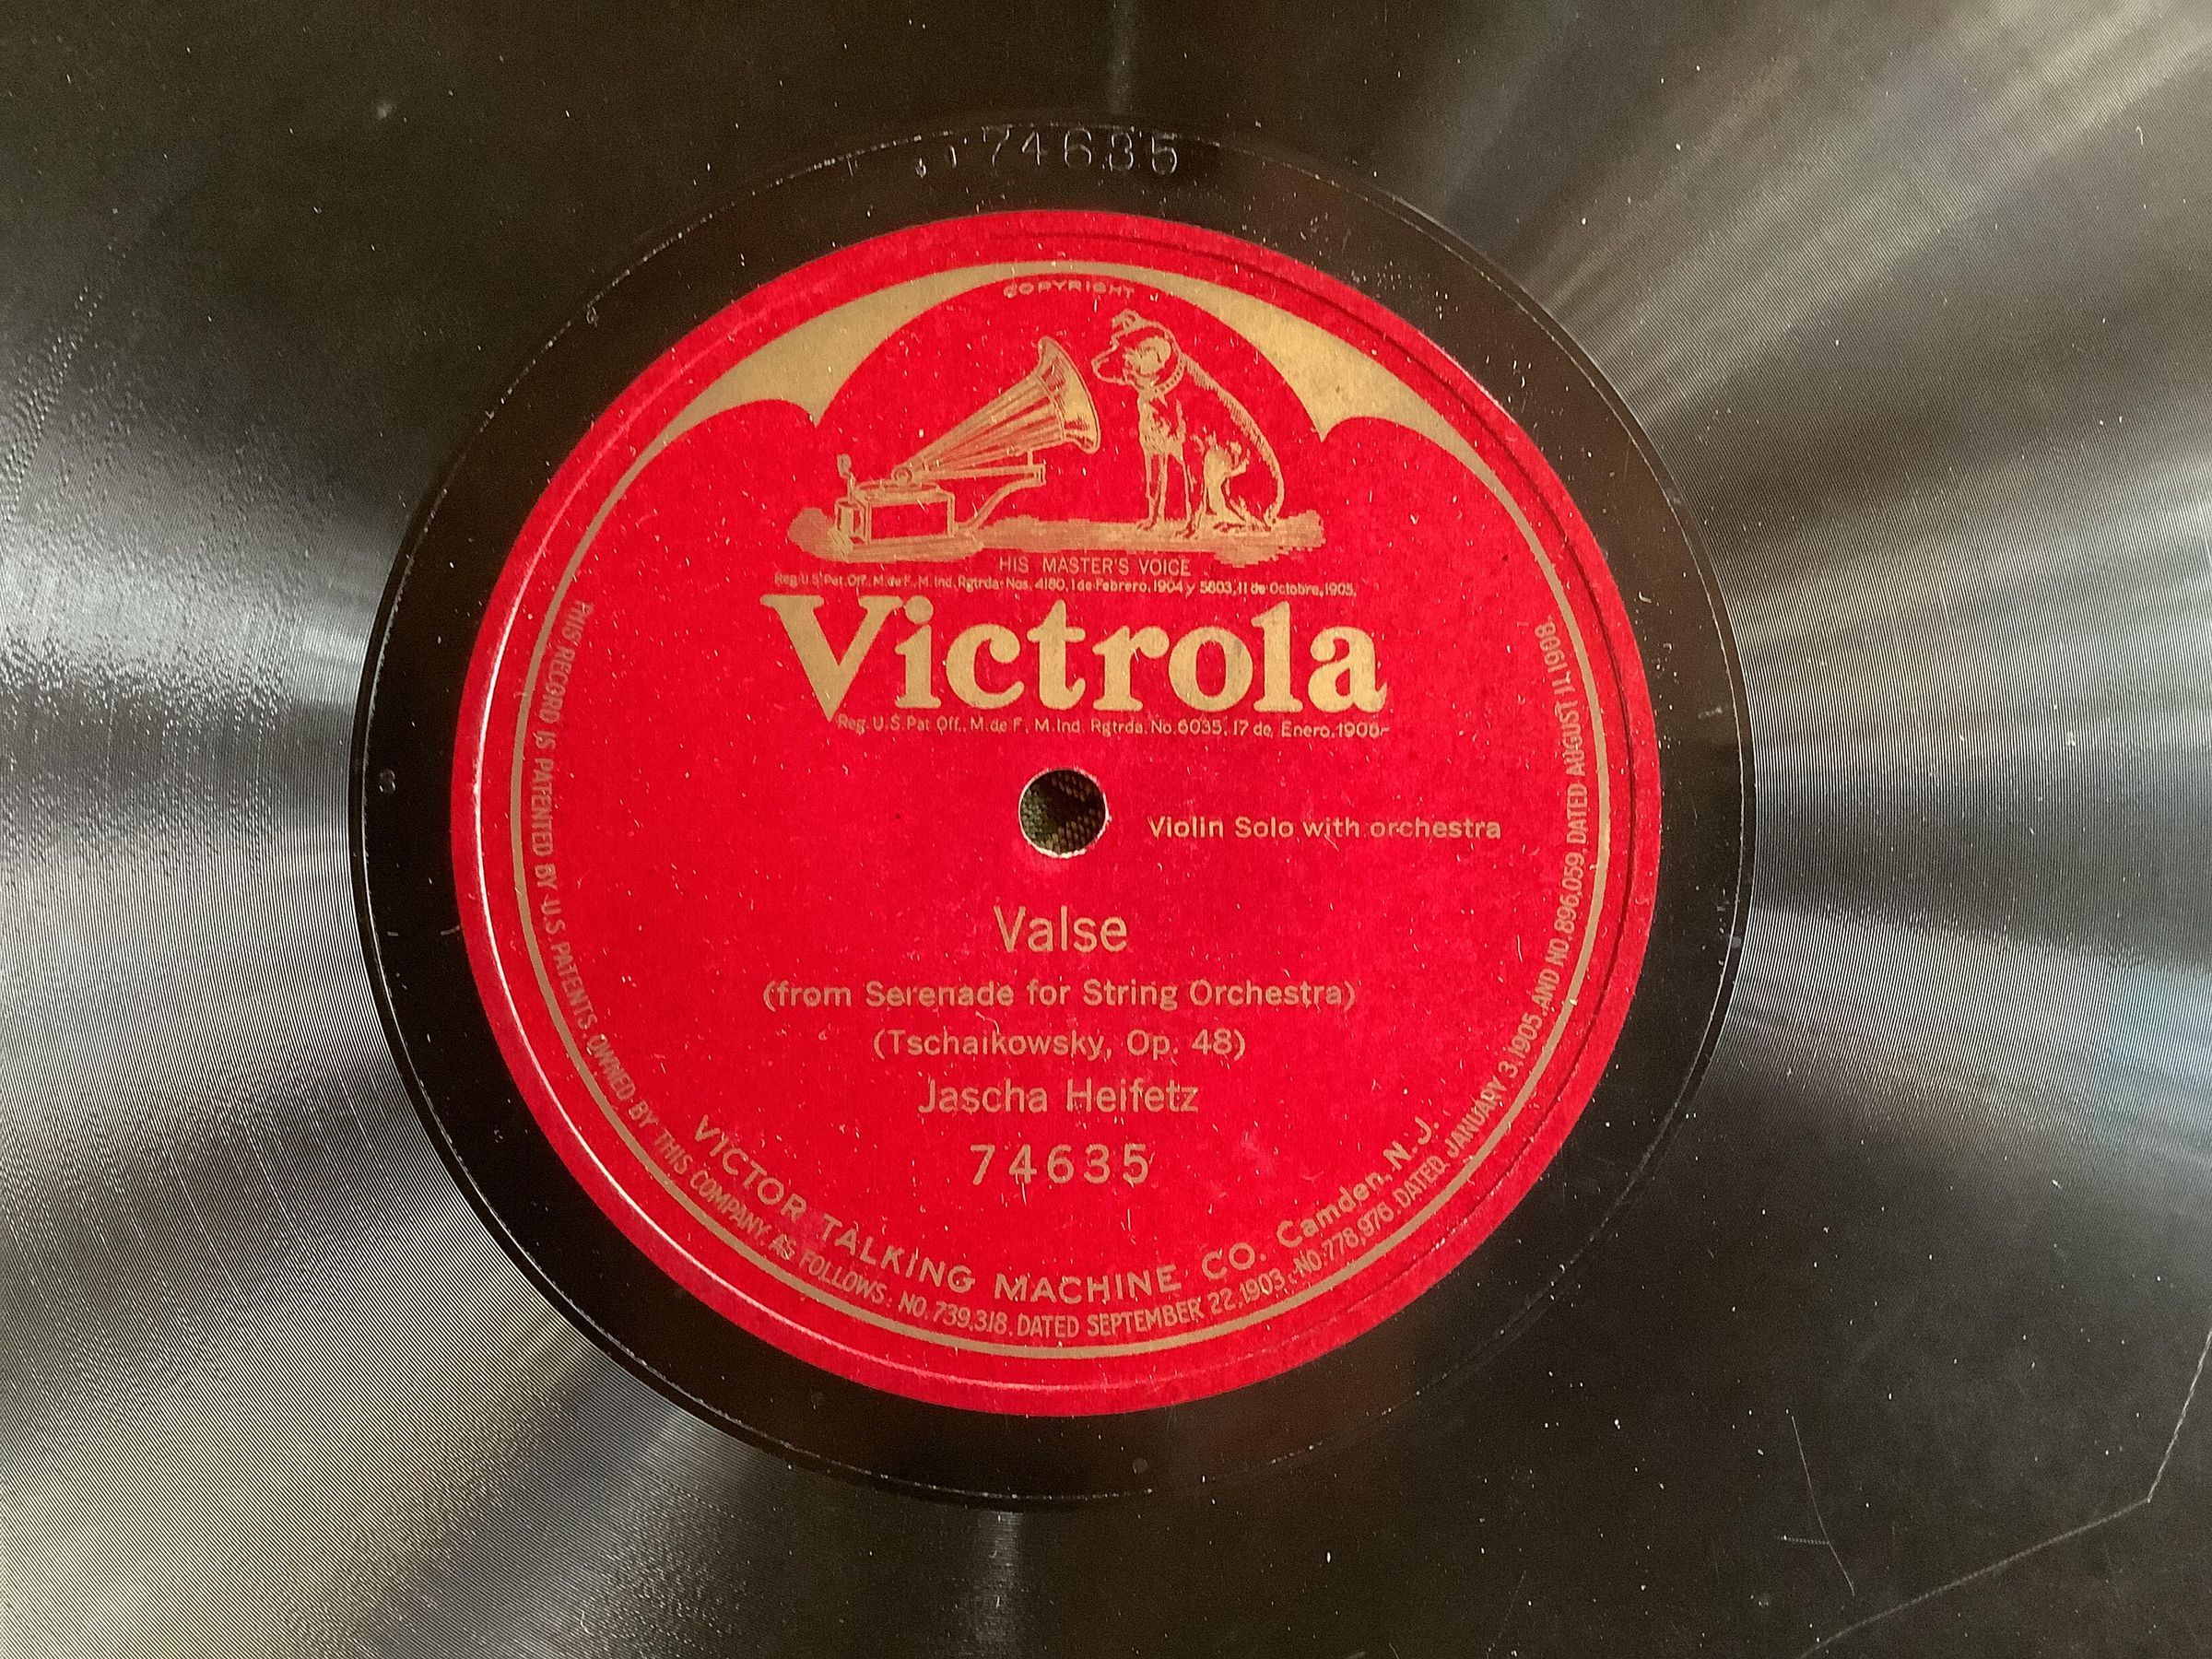 74635
COPYRIGHT
HIS MASTER'S VOICE
Reg. U.S. Pat. Off. M. de F., M. Ind. Rgtrda. Nos. 4180, 1 de Febrero, 1904 y 5603, 11 de Octobre, 1905.
Victrola
Reg. U.S. Pat. Off., M. de F., M. Ind. Rgtrda. No. 6035, 17 de Enero, 1906
Violin Solo with orchestra
Valse
(from Serenade for String Orchestra)
(Tschaikowsky, Op. 48)
Jascha Heifetz
74635
VICTOR TALKING MACHINE CO. Camden, N. J.
THIS RECORD IS PATENTED BY U.S. PATENTS, OWNED BY THIS COMPANY, AS FOLLOWS: NO. 739,318, DATED SEPTEMBER 22, 1903, NO. 778,976 DATED JANUARY 3, 1905, AND NO. 896,059, DATED AUGUST 11, 1908.